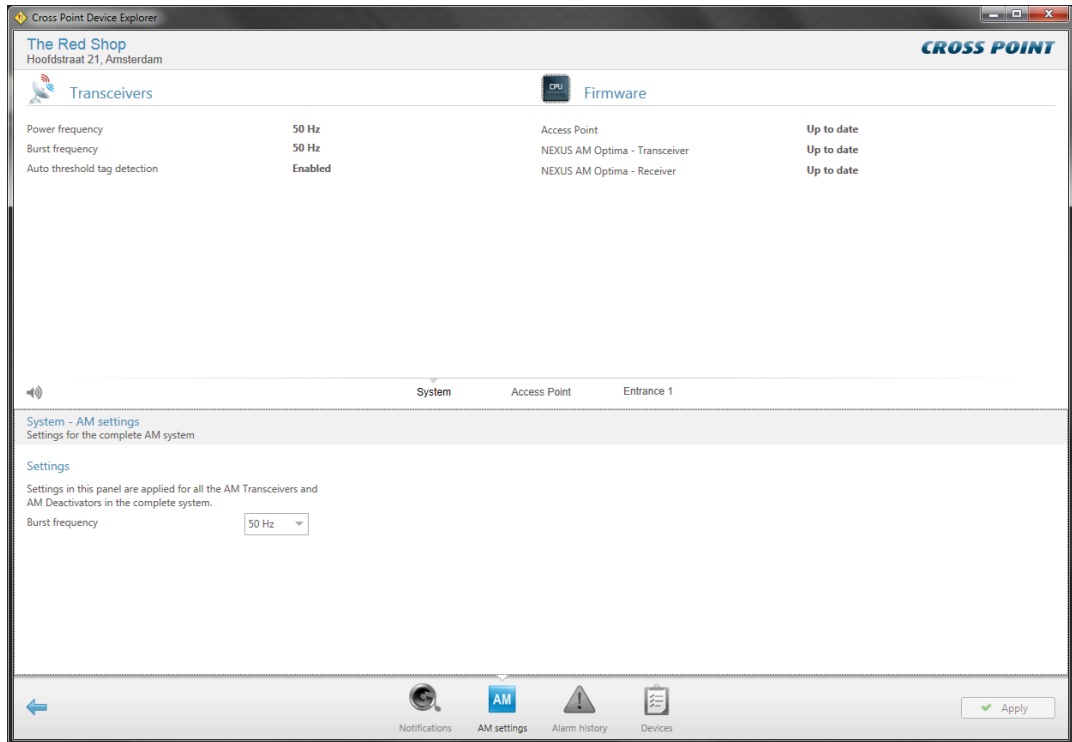 Cross Point Device Explorer
The Red Shop
Hoofdstraat 21, Amsterdam
CROSS POINT
Transceivers
CPU
Firmware
Power frequency 50 Hz
Burst frequency 50 Hz
Auto threshold tag detection Enabled
Access Point Up to date
NEXUS AM Optima - Transceiver Up to date
NEXUS AM Optima - Receiver Up to date
System Access Point Entrance 1
System - AM settings
Settings for the complete AM system
Settings
Settings in this panel are applied for all the AM Transceivers and
AM Deactivators in the complete system.
Burst frequency 50 Hz
AM
Notifications AM settings Alarm history Devices
Apply